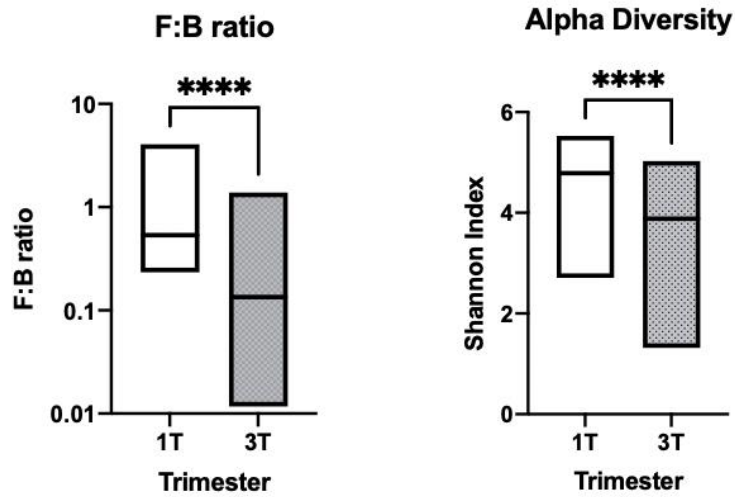 F:B ratio
****
10
1
0.1
0.01
F:B ratio
1T
3T
Trimester
Alpha Diversity
****
6
4
2
0
Shannon Index
1T
3T
Trimester